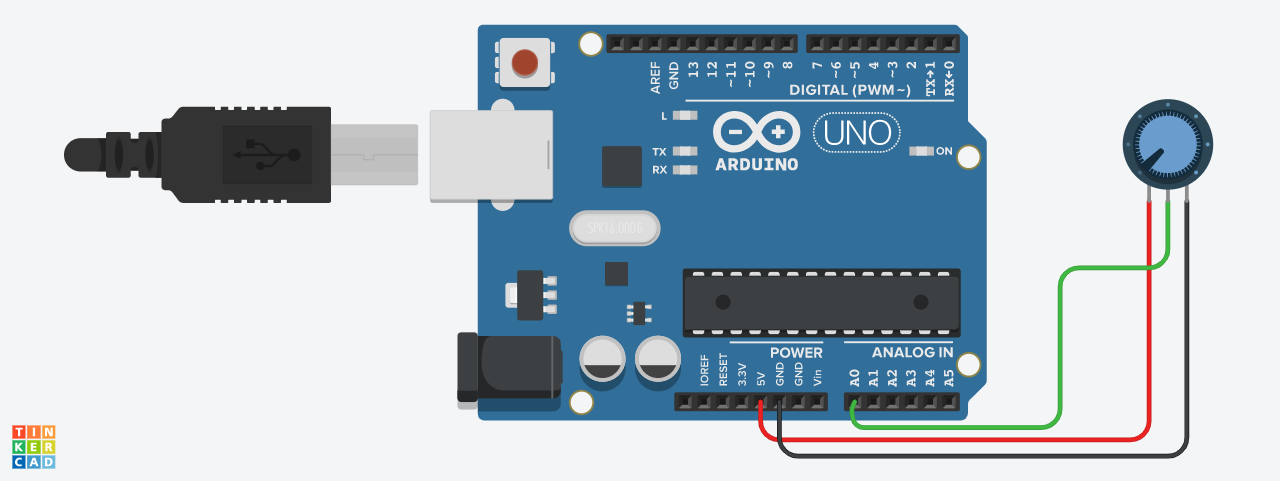 AREF
GND
13
12
~11
~10
~9
8
7
~6
~5
4
~3
2
TX→1
RX←0
DIGITAL (PWM~)
L
TX
RX
ARDUINO
UNO
ON
SPK16.000G
POWER
ANALOG IN
IOREF
RESET
3.3V
5V
GND
GND
Vin
A0
A1
A2
A3
A4
A5
TIN
KER
CAD